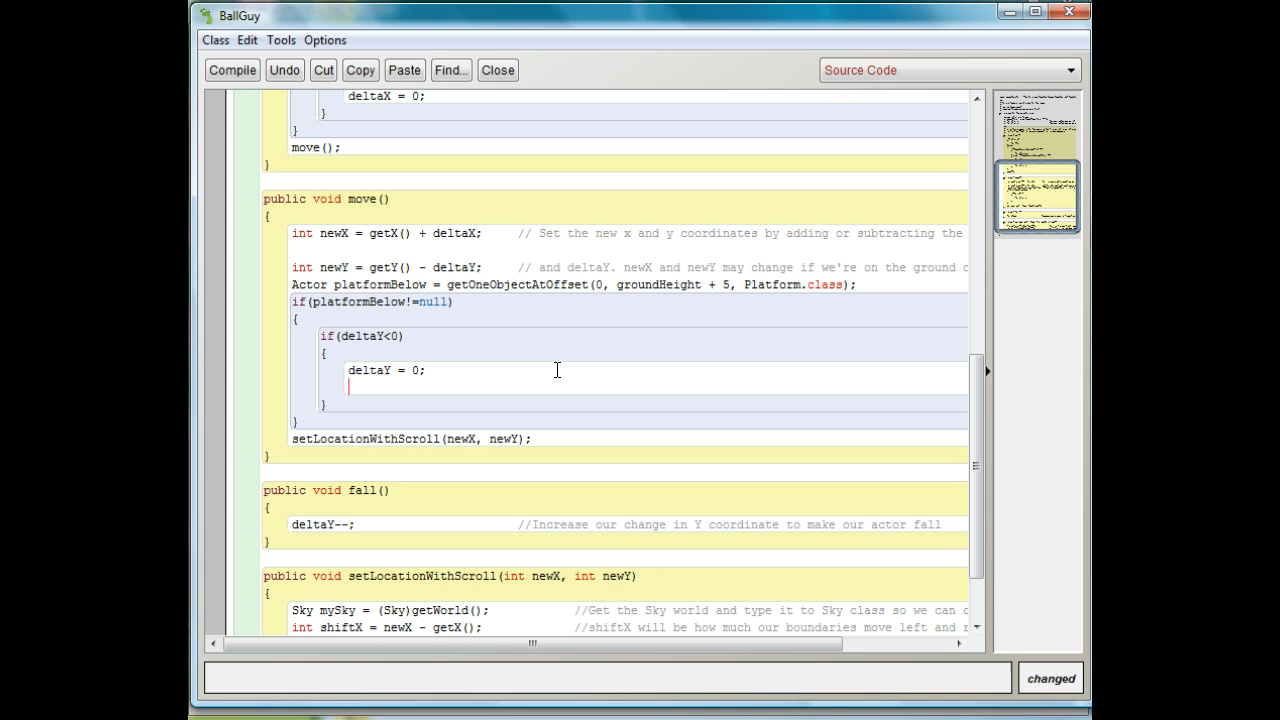 BallGuy
Class Edit Tools Options
Compile Undo Cut Copy Paste Find... Close Source Code
deltaX = 0;
}
}
move();
}
public void move()
{
int newX = getX() + deltaX; // Set the new x and y coordinates by adding or subtracting the
int newY = getY() - deltaY; // and deltaY. newX and newY may change if we're on the ground
Actor platformBelow = getOneObjectAtOffset(0, groundHeight + 5, Platform.class);
if(platformBelow!=null)
{
if(deltaY<0)
{
deltaY = 0;
}
}
setLocationWithScroll(newX, newY);
}
public void fall()
{
deltaY--; //Increase our change in Y coordinate to make our actor fall
}
public void setLocationWithScroll(int newX, int newY)
{
Sky mySky = (Sky)getWorld(); //Get the Sky world and type it to Sky class so we can
int shiftX = newX - getX(); //shiftX will be how much our boundaries move left and
changed